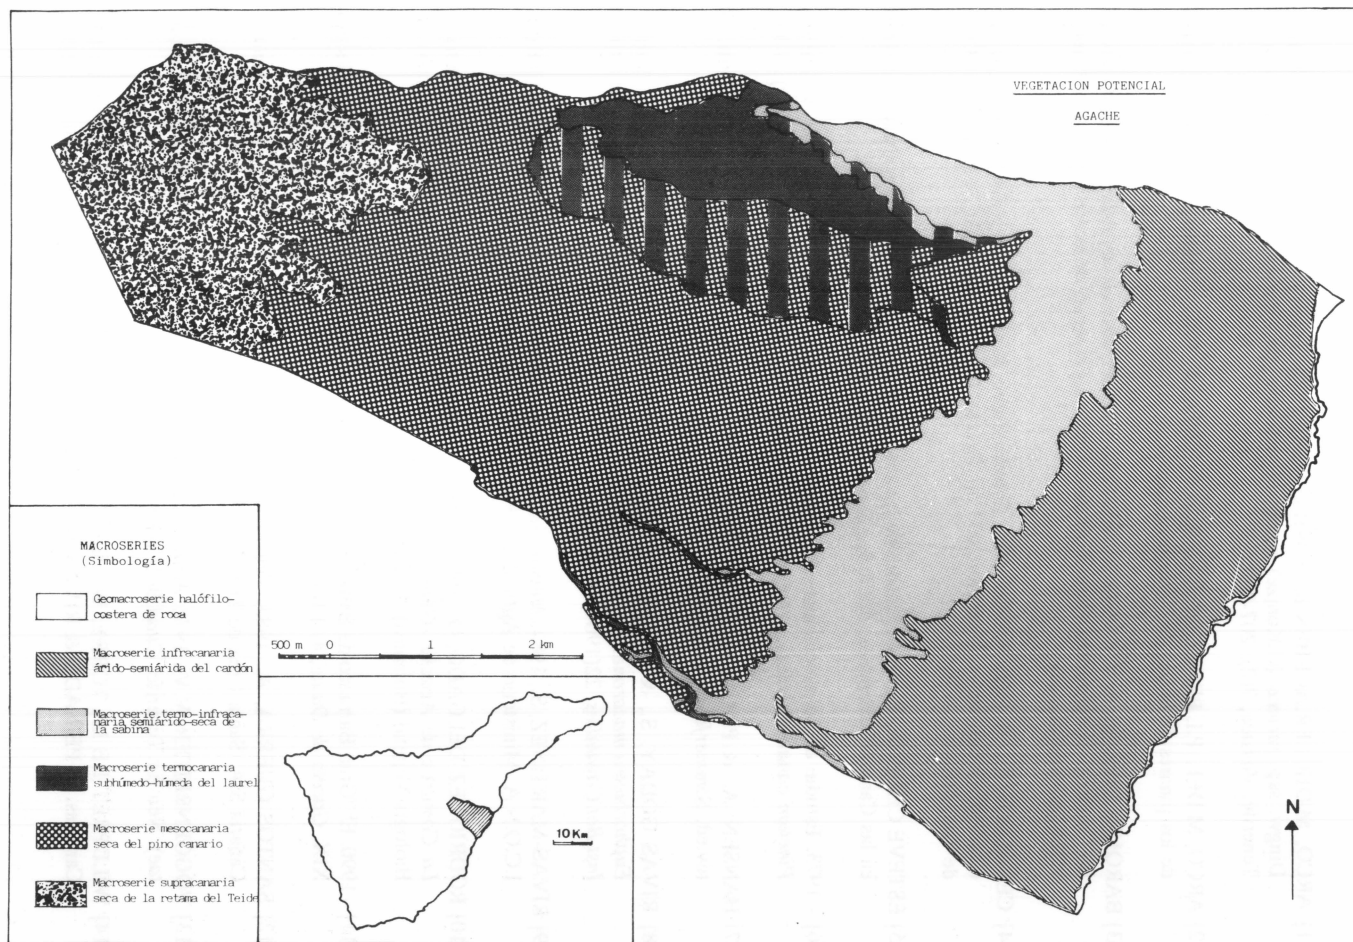 VEGETACION POTENCIAL
AGACHE
MACROSERIES
(Simbología)
Geomacroserie halófilo-
costera de roca
Macroserie infracanaria
árido-semiárida del cardón
Macroserie termo-infraca-
naria semiárido-seca de
la sabina
Macroserie termocanaria
subhúmedo-húmeda del laurel
Macroserie mesocanaria
seca del pino canario
Macroserie supracanaria
seca de la retama del Teide
500 m 0 1 2 km
10 Km
N